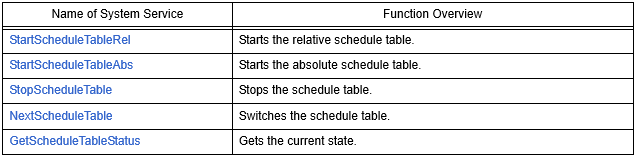 Name of System Service Function Overview
StartScheduleTableRel Starts the relative schedule table.
StartScheduleTableAbs Starts the absolute schedule table.
StopScheduleTable Stops the schedule table.
NextScheduleTable Switches the schedule table.
GetScheduleTableStatus Gets the current state.